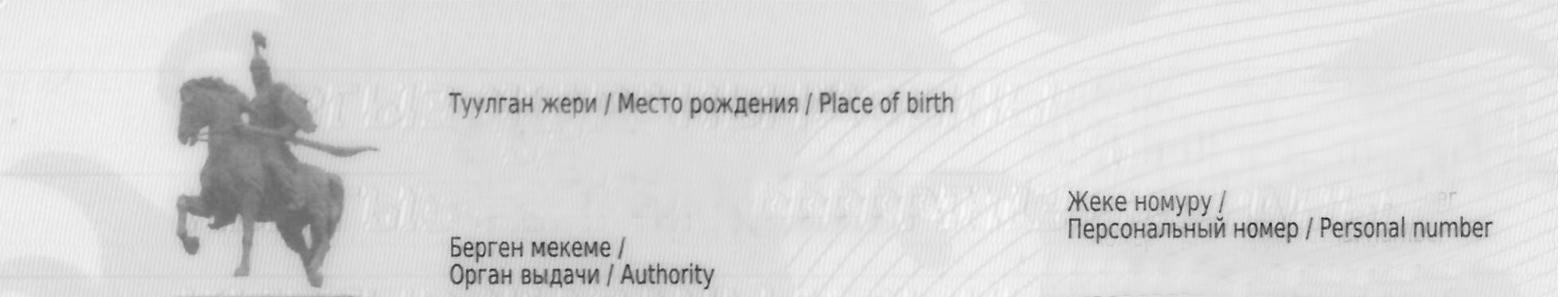 Туулган жери / Место рождения / Place of birth
Жеке номуру /
Персональный номер / Personal number
Берген мекеме /
Орган выдачи / Authority